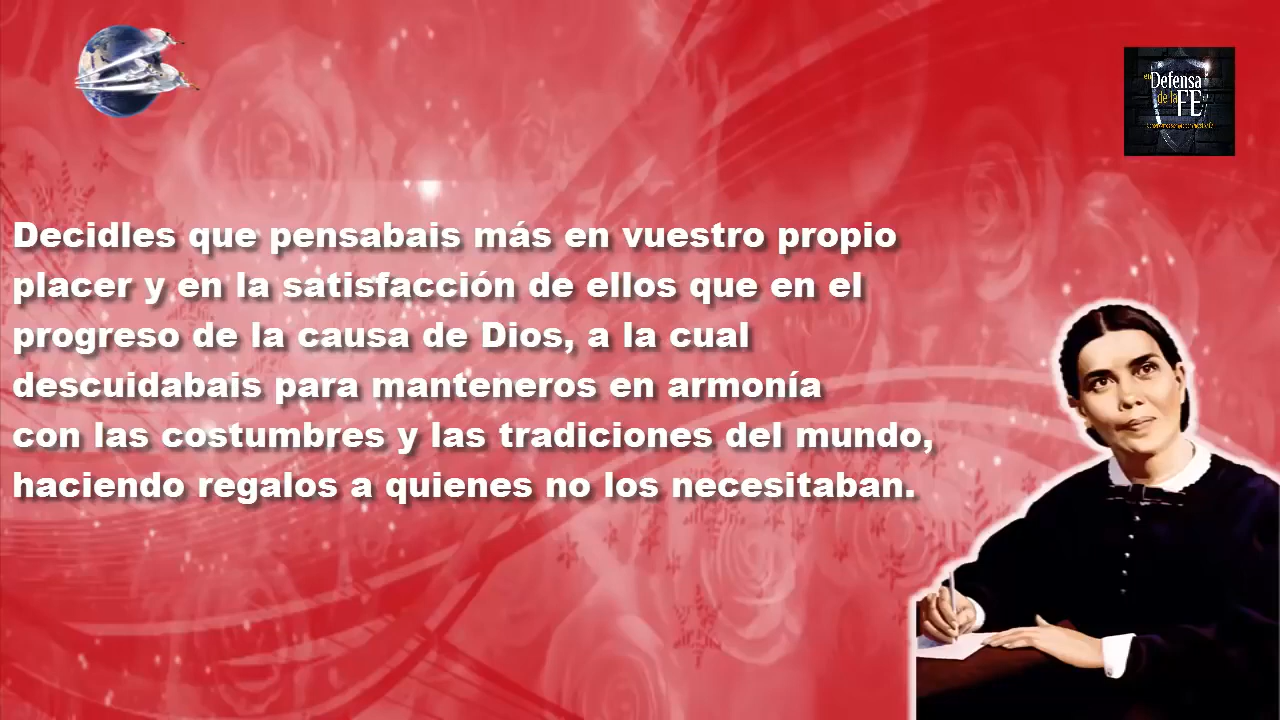 en Defensa
de la FE
Decidles que pensabais más en vuestro propio
placer y en la satisfacción de ellos que en el
progreso de la causa de Dios, a la cual
descuidabais para manteneros en armonía
con las costumbres y las tradiciones del mundo,
haciendo regalos a quienes no los necesitaban.